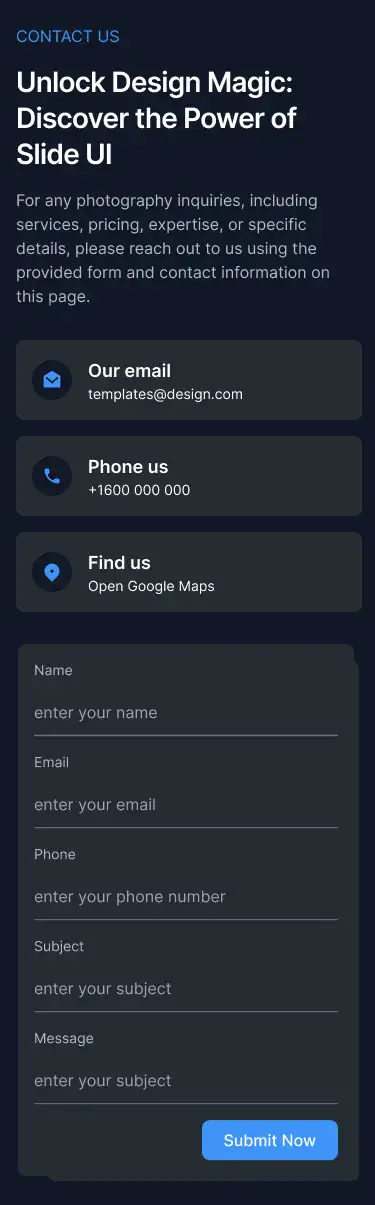 CONTACT US
Unlock Design Magic:
Discover the Power of
Slide UI
For any photography inquiries, including
services, pricing, expertise, or specific
details, please reach out to us using the
provided form and contact information on
this page.
Our email
templates@design.com
Phone us
+1600 000 000
Find us
Open Google Maps
Name
enter your name
Email
enter your email
Phone
enter your phone number
Subject
enter your subject
Message
enter your subject
Submit Now